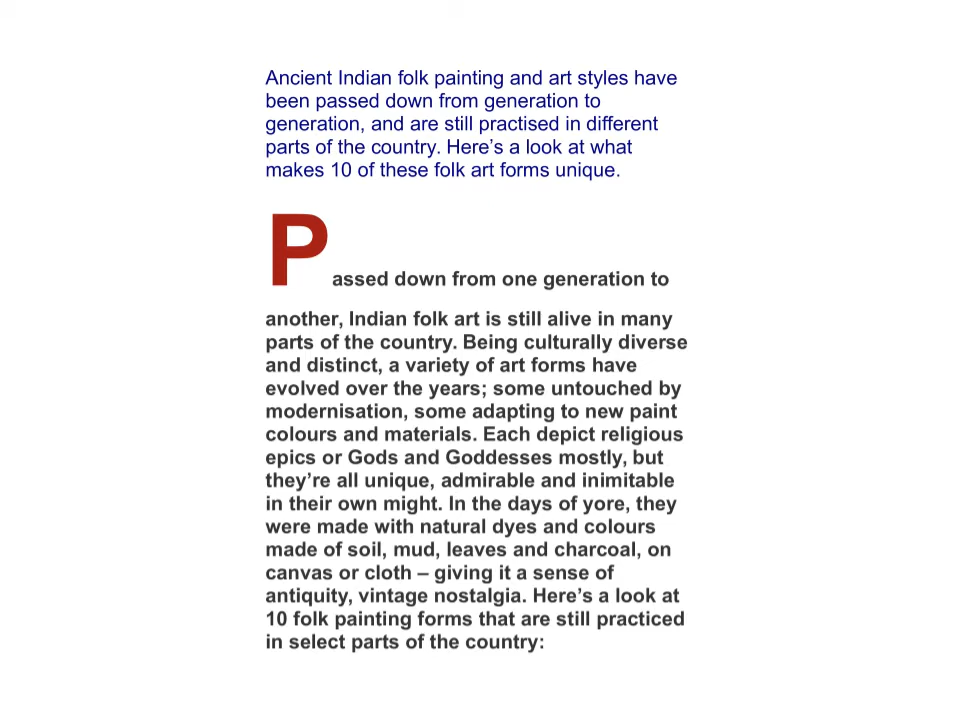 Ancient Indian folk painting and art styles have
been passed down from generation to
generation, and are still practised in different
parts of the country. Here’s a look at what
makes 10 of these folk art forms unique.
Passed down from one generation to
another, Indian folk art is still alive in many
parts of the country. Being culturally diverse
and distinct, a variety of art forms have
evolved over the years; some untouched by
modernisation, some adapting to new paint
colours and materials. Each depict religious
epics or Gods and Goddesses mostly, but
they’re all unique, admirable and inimitable
in their own might. In the days of yore, they
were made with natural dyes and colours
made of soil, mud, leaves and charcoal, on
canvas or cloth – giving it a sense of
antiquity, vintage nostalgia. Here’s a look at
10 folk painting forms that are still practiced
in select parts of the country: